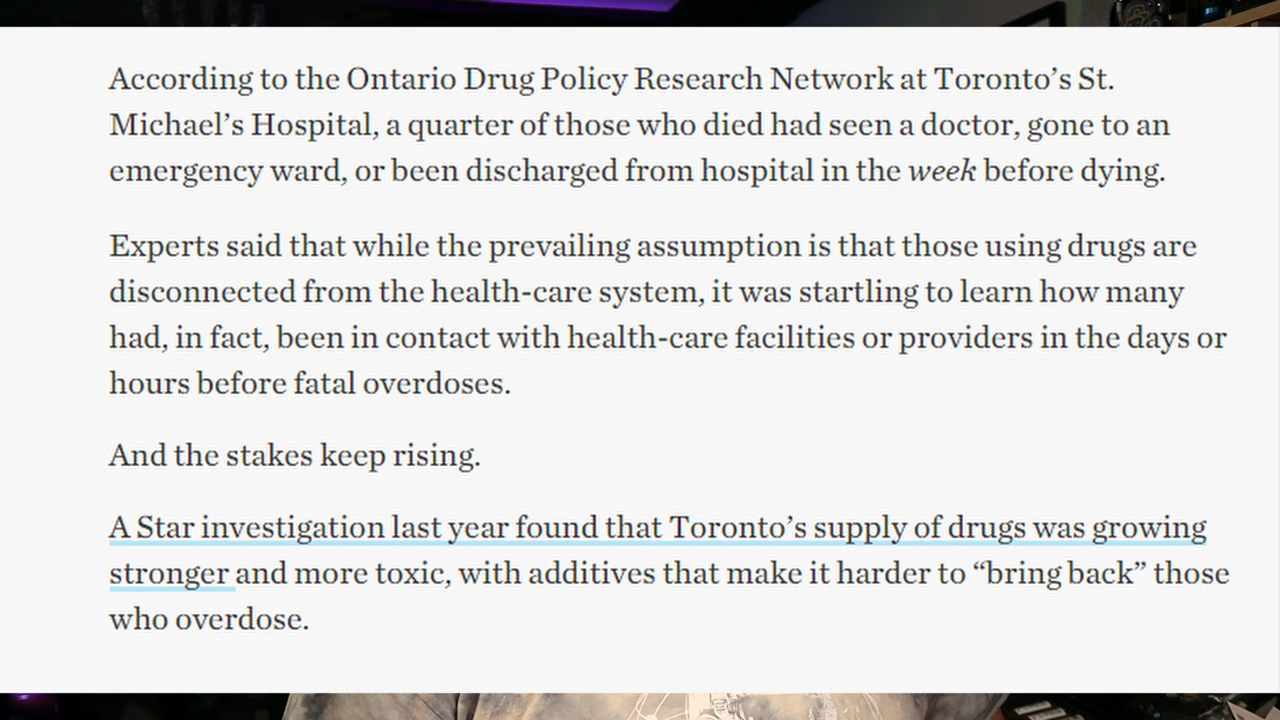 According to the Ontario Drug Policy Research Network at Toronto’s St.
Michael’s Hospital, a quarter of those who died had seen a doctor, gone to an
emergency ward, or been discharged from hospital in the week before dying.
Experts said that while the prevailing assumption is that those using drugs are
disconnected from the health-care system, it was startling to learn how many
had, in fact, been in contact with health-care facilities or providers in the days or
hours before fatal overdoses.
And the stakes keep rising.
A Star investigation last year found that Toronto’s supply of drugs was growing
stronger and more toxic, with additives that make it harder to “bring back” those
who overdose.